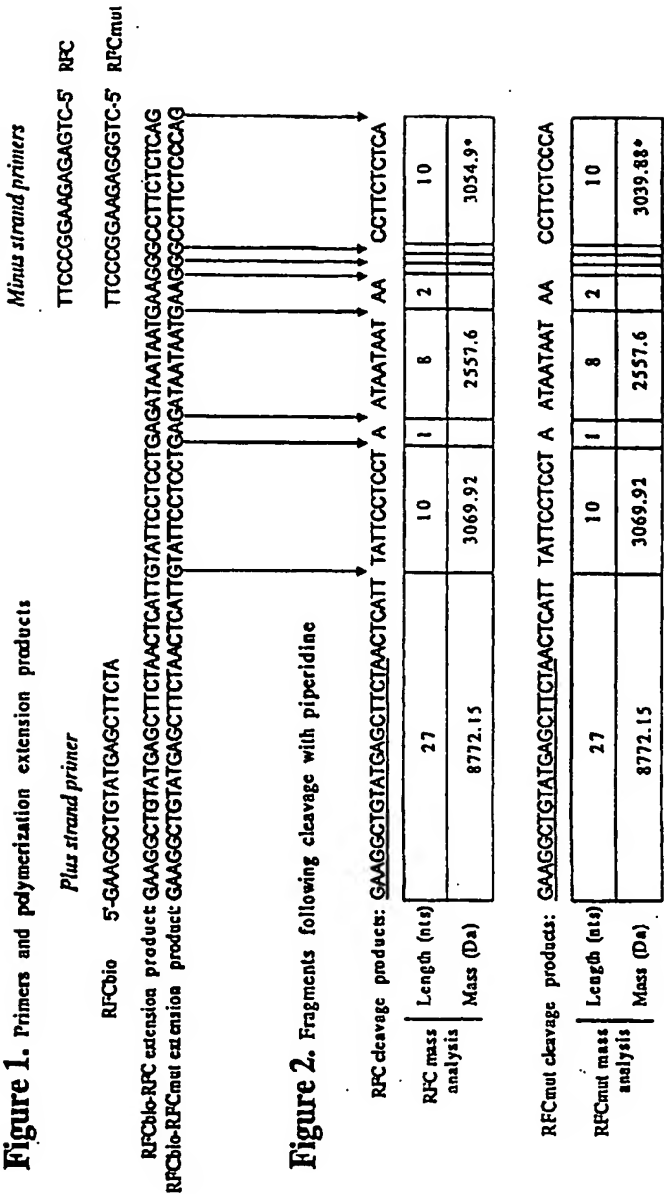 Figure 1. Primers and polymerization extension products
Plus strand primer
Minus strand primers
RFCbio 5'-GAAGGCTGTATGAGCTTCTA
TTCCCGGAAGAGAGTC-5' RFC
TTCCCGGAAGAGGGTC-5' RFCmut
RFCbio-RFC extension product: GAAGGCTGTATGAGCTTCTAACTCATTGTATTCCTCCTGAGATAATAATGAAGGGCCTTCTCTCAG
RFCbio-RFCmut extension product: GAAGGCTGTATGAGCTTCTAACTCATTGTATTCCTCCTGAGATAATAATGAAGGGCCTTCTCCCAG
Figure 2. Fragments following cleavage with piperidine
RFC cleavage products: GAAGGCTGTATGAGCTTCTAACTCATT TATTCCTCCT A ATAATAAT AA CCTTCTCTCA
RFC mass analysis
Length (nts) 27 10 1 8 2 10
Mass (Da) 8772.15 3069.92 2557.6 3054.9*
RFCmut cleavage products: GAAGGCTGTATGAGCTTCTAACTCATT TATTCCTCCT A ATAATAAT AA CCTTCTCCCA
RFCmut mass analysis
Length (nts) 27 10 1 8 2 10
Mass (Da) 8772.15 3069.92 2557.6 3039.88*